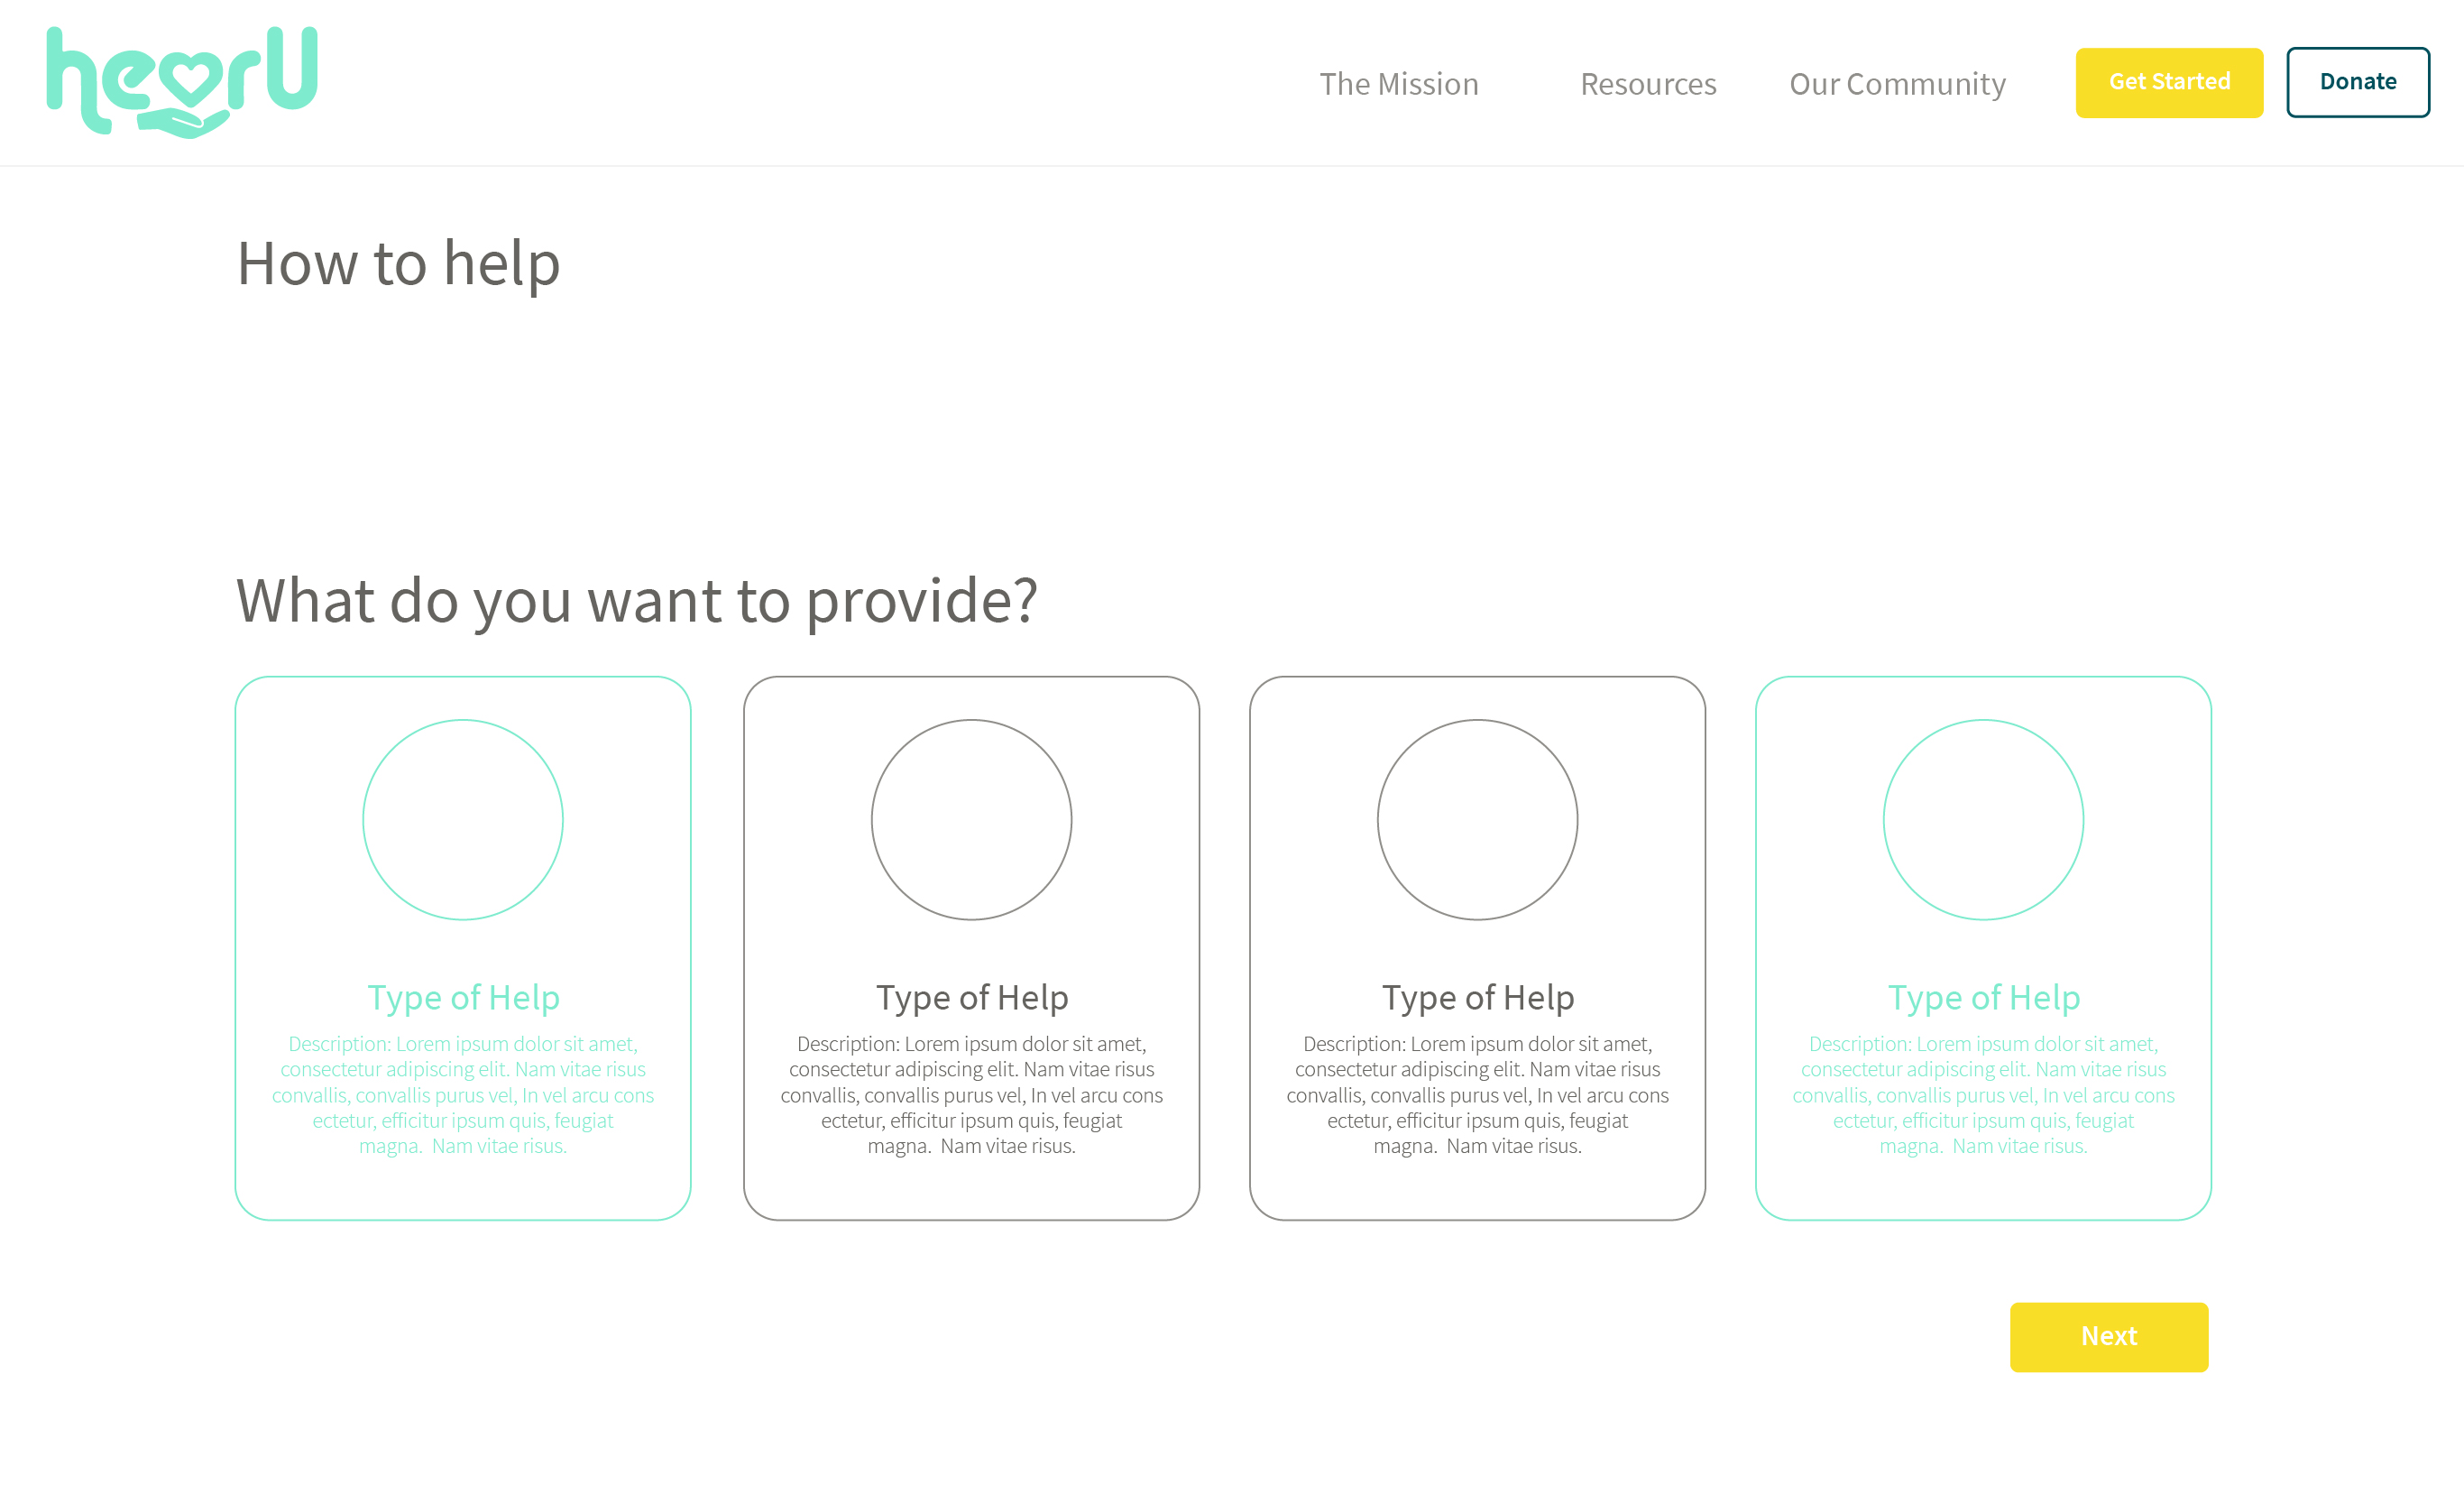 hearU
The Mission
Resources
Our Community
Get Started
Donate
How to help
What do you want to provide?
Type of Help
Description: Lorem ipsum dolor sit amet,
consectetur adipiscing elit. Nam vitae risus
convallis, convallis purus vel, In vel arcu cons
ectetur, efficitur ipsum quis, feugiat
magna.  Nam vitae risus.
Type of Help
Description: Lorem ipsum dolor sit amet,
consectetur adipiscing elit. Nam vitae risus
convallis, convallis purus vel, In vel arcu cons
ectetur, efficitur ipsum quis, feugiat
magna.  Nam vitae risus.
Type of Help
Description: Lorem ipsum dolor sit amet,
consectetur adipiscing elit. Nam vitae risus
convallis, convallis purus vel, In vel arcu cons
ectetur, efficitur ipsum quis, feugiat
magna.  Nam vitae risus.
Type of Help
Description: Lorem ipsum dolor sit amet,
consectetur adipiscing elit. Nam vitae risus
convallis, convallis purus vel, In vel arcu cons
ectetur, efficitur ipsum quis, feugiat
magna.  Nam vitae risus.
Next